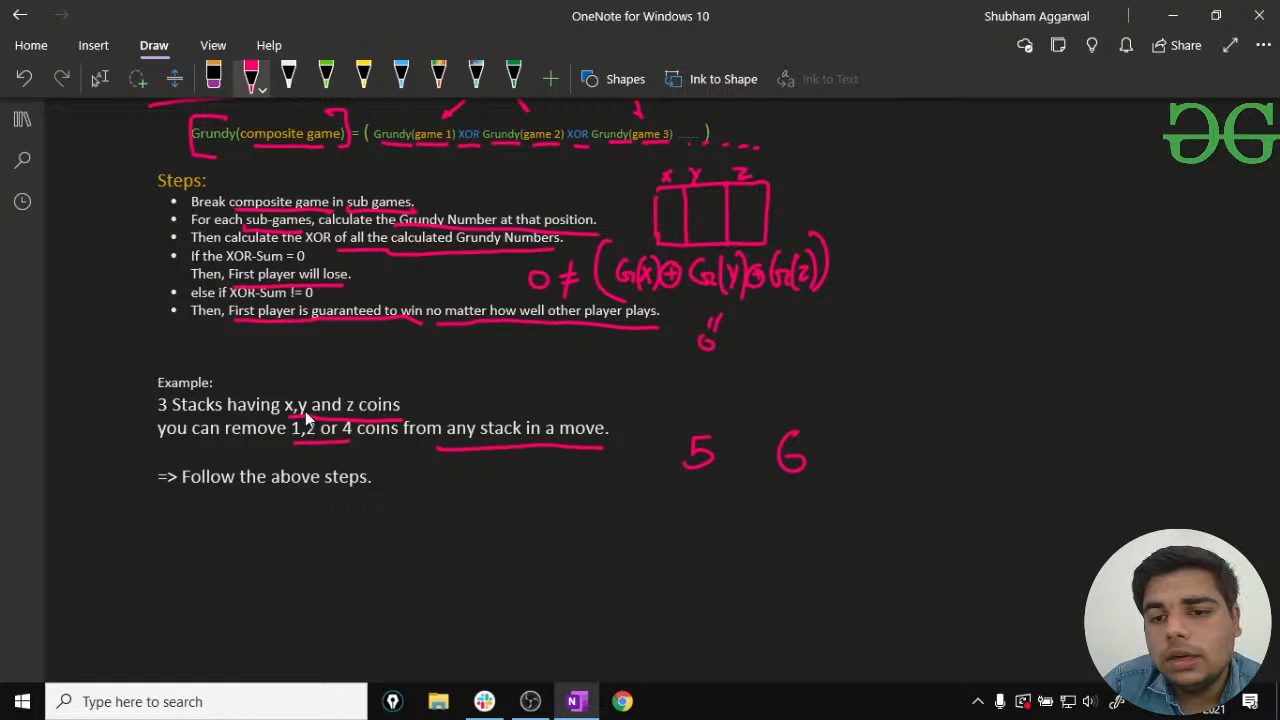 OneNote for Windows 10
Shubham Aggarwal
Home Insert Draw View Help
Share
Shapes Ink to Shape Ink to Text
Grundy(composite game) = ( Grundy(game 1) XOR Grundy(game 2) XOR Grundy(game 3) ...... )
Steps:
x y z
• Break composite game in sub games.
• For each sub-games, calculate the Grundy Number at that position.
• Then calculate the XOR of all the calculated Grundy Numbers.
• If the XOR-Sum = 0
Then, First player will lose.
0 ≠ (G(x) ⊕ G(y) ⊕ G(z))
• else if XOR-Sum != 0
• Then, First player is guaranteed to win no matter how well other player plays.
Example:
3 Stacks having x,y and z coins
you can remove 1,2 or 4 coins from any stack in a move.
5 6
=> Follow the above steps.
Type here to search
2021